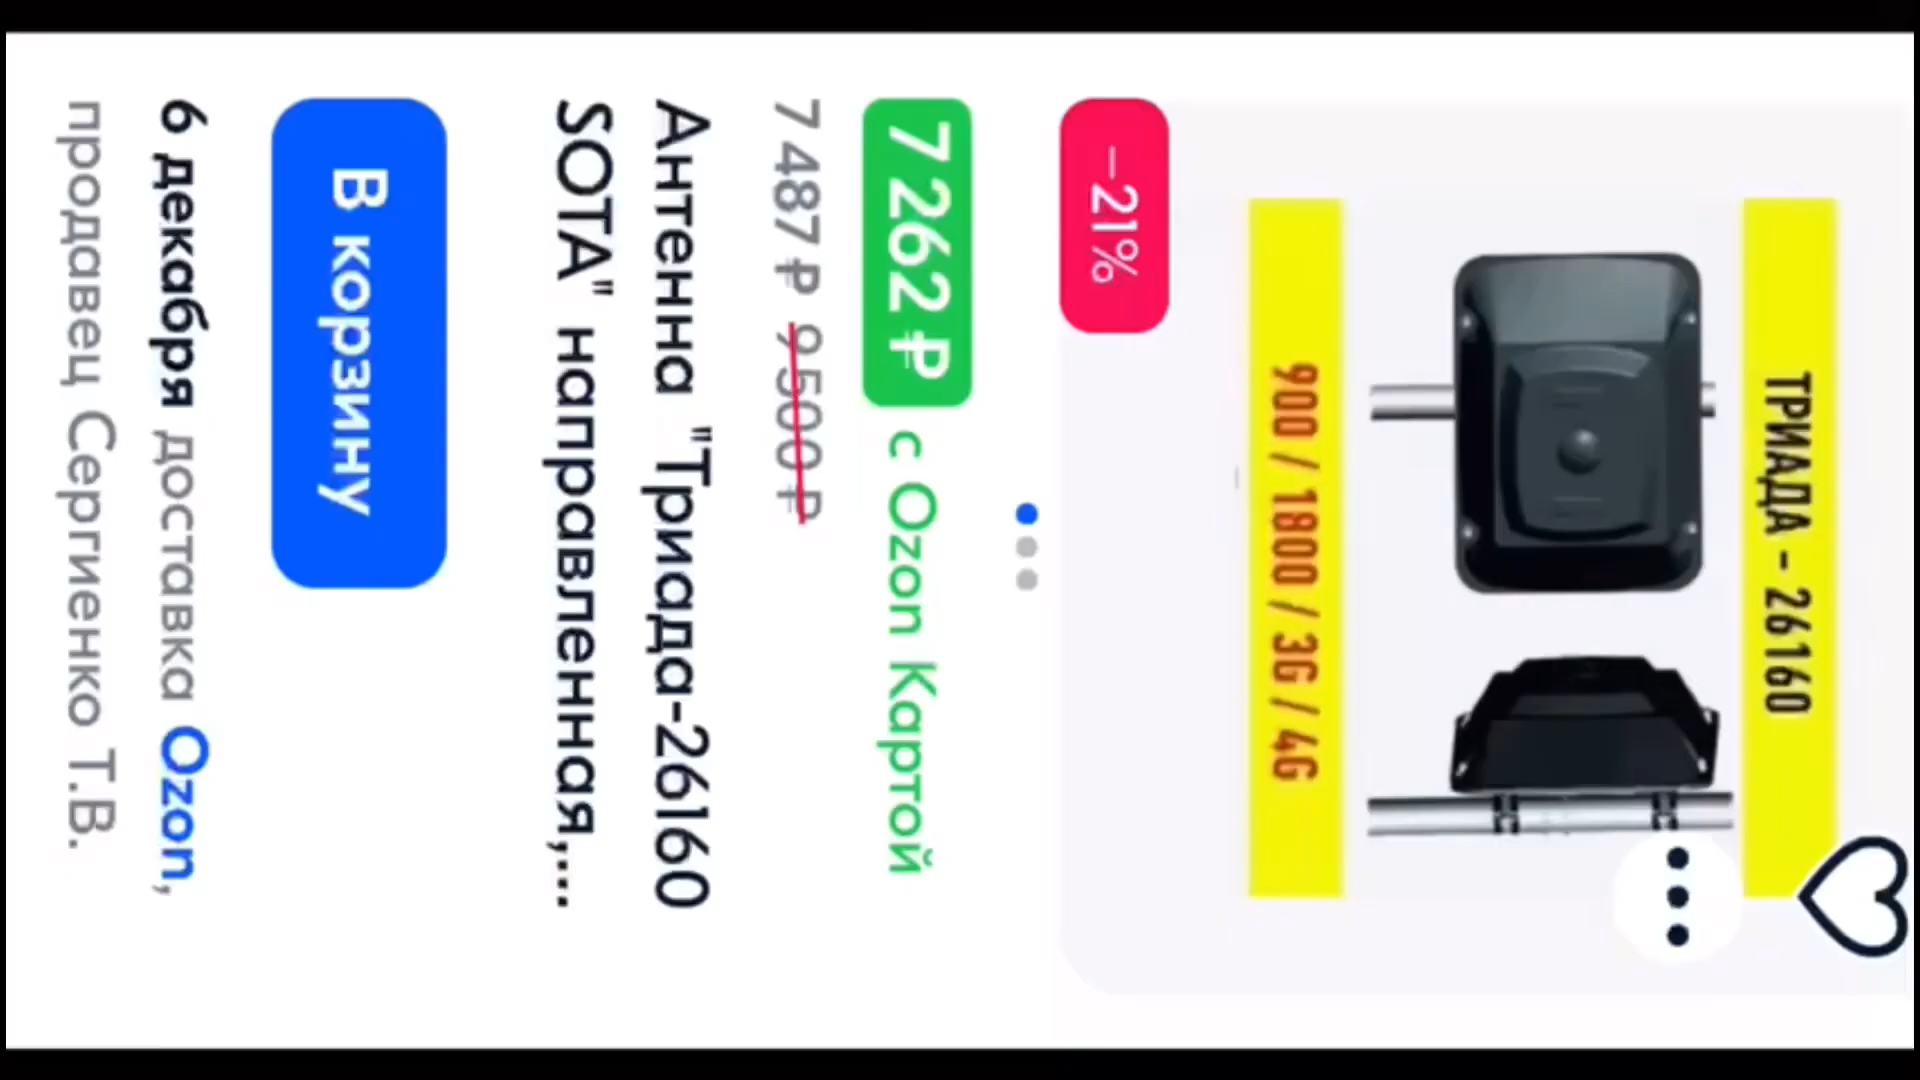 ТРИАДА - 26160
900 / 1800 / 3G / 4G
–21%
7 262 ₽ с Ozon Картой
7 487 ₽ 9 500 ₽
Антенна "Триада-26160
SOTA" направленная,...
В корзину
6 декабря доставка Ozon,
продавец Сергиенко Т.В.